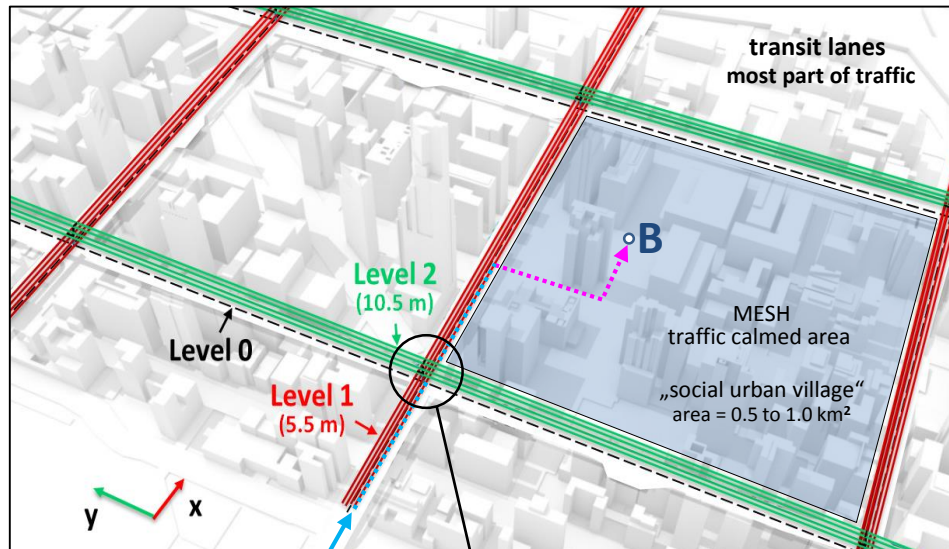 transit lanes
most part of traffic
B
Level 2
(10.5 m)
Level 0
MESH
traffic calmed area
„social urban village“
area = 0.5 to 1.0 km²
Level 1
(5.5 m)
y
x